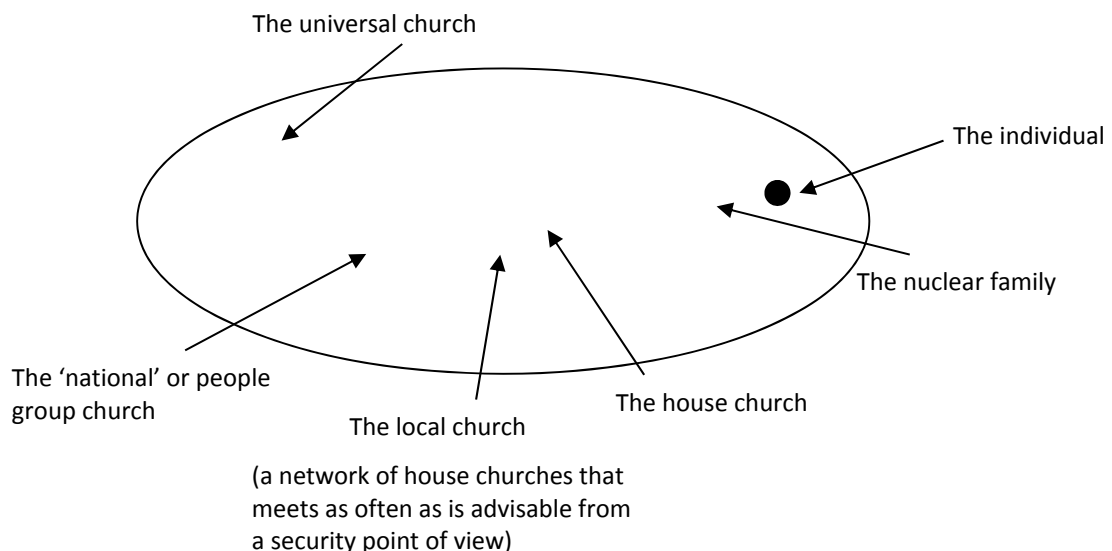 The universal church
The individual
The nuclear family
The ‘national’ or people
group church
The local church
The house church
(a network of house churches that
meets as often as is advisable from
a security point of view)